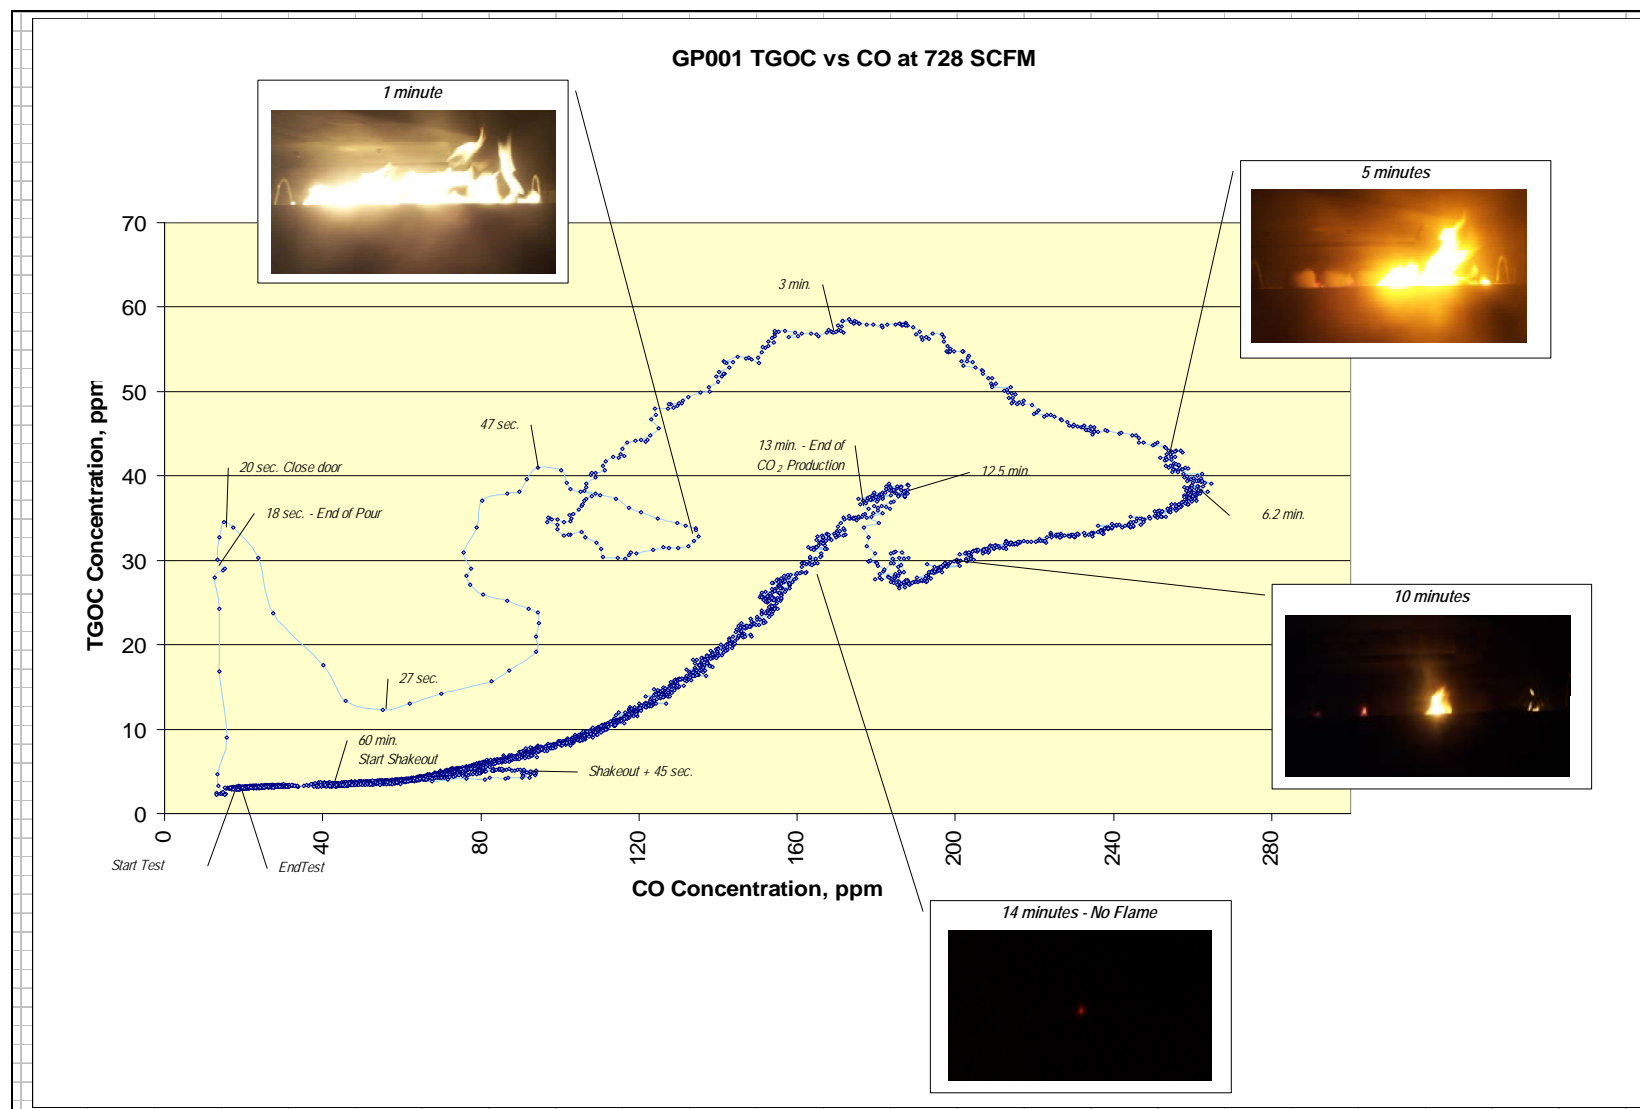 GP001 TGOC vs CO at 728 SCFM
1 minute
5 minutes
70
60
50
40
30
20
10
0
TGOC Concentration, ppm
3 min.
47 sec.
13 min. - End of
CO₂ Production
12.5 min.
20 sec. Close door
18 sec. - End of Pour
6.2 min.
10 minutes
27 sec.
60 min.
Start Shakeout
Shakeout + 45 sec.
0
40
80
120
160
200
240
280
Start Test
EndTest
CO Concentration, ppm
14 minutes - No Flame